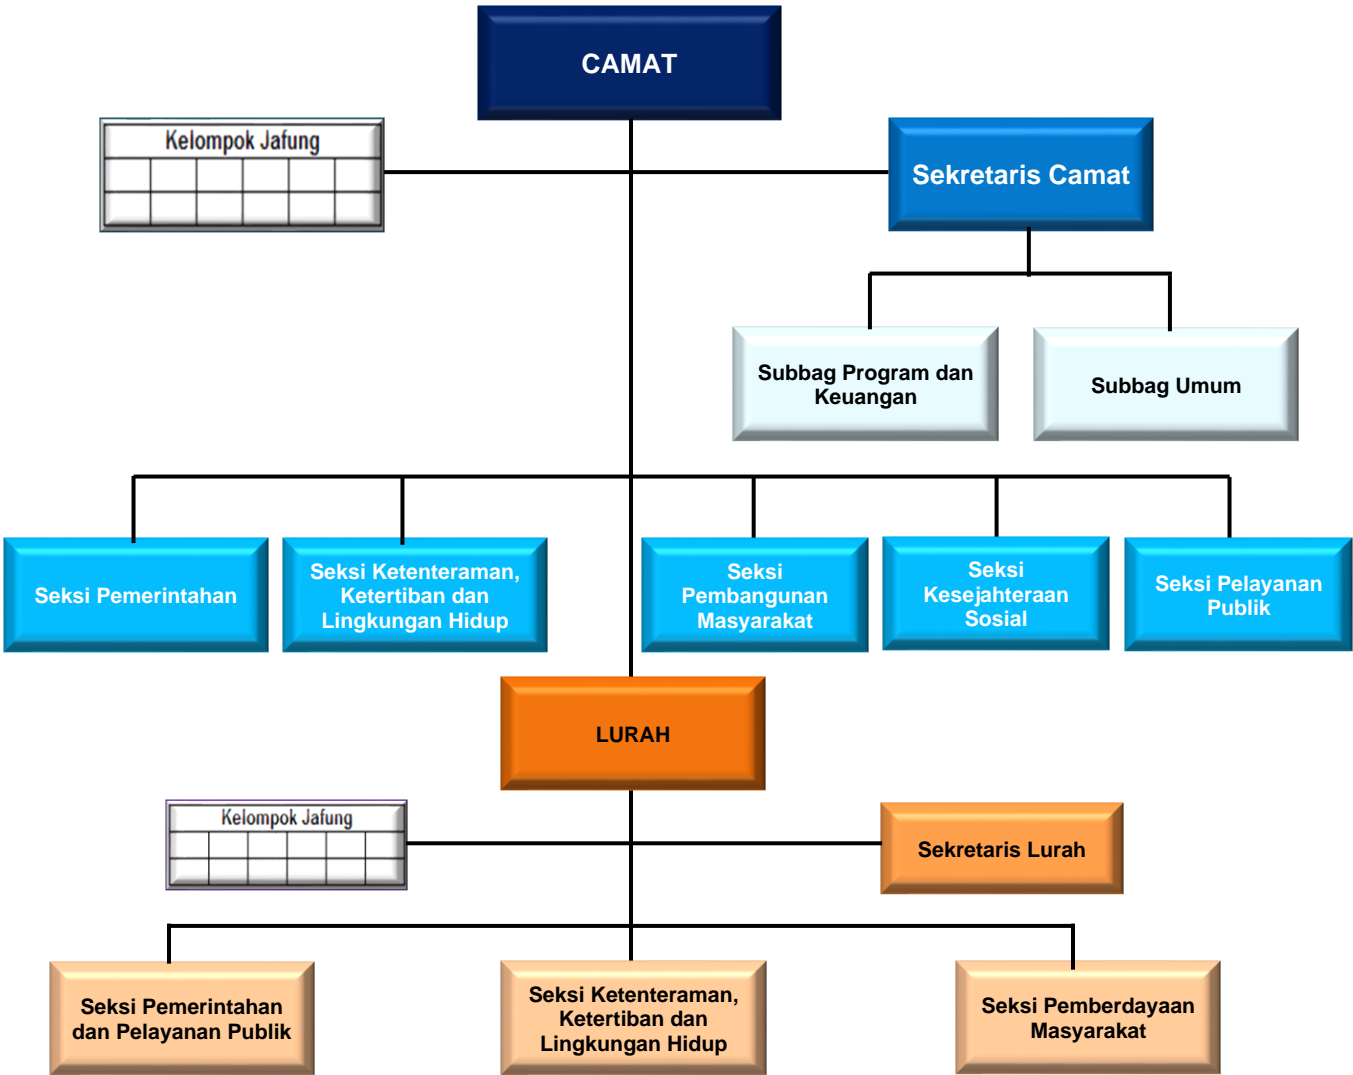 CAMAT
Kelompok Jafung
Sekretaris Camat
Subbag Program dan
Keuangan
Subbag Umum
Seksi Pemerintahan
Seksi Ketenteraman,
Ketertiban dan
Lingkungan Hidup
Seksi
Pembangunan
Masyarakat
Seksi
Kesejahteraan
Sosial
Seksi Pelayanan
Publik
LURAH
Kelompok Jafung
Sekretaris Lurah
Seksi Pemerintahan
dan Pelayanan Publik
Seksi Ketenteraman,
Ketertiban dan
Lingkungan Hidup
Seksi Pemberdayaan
Masyarakat